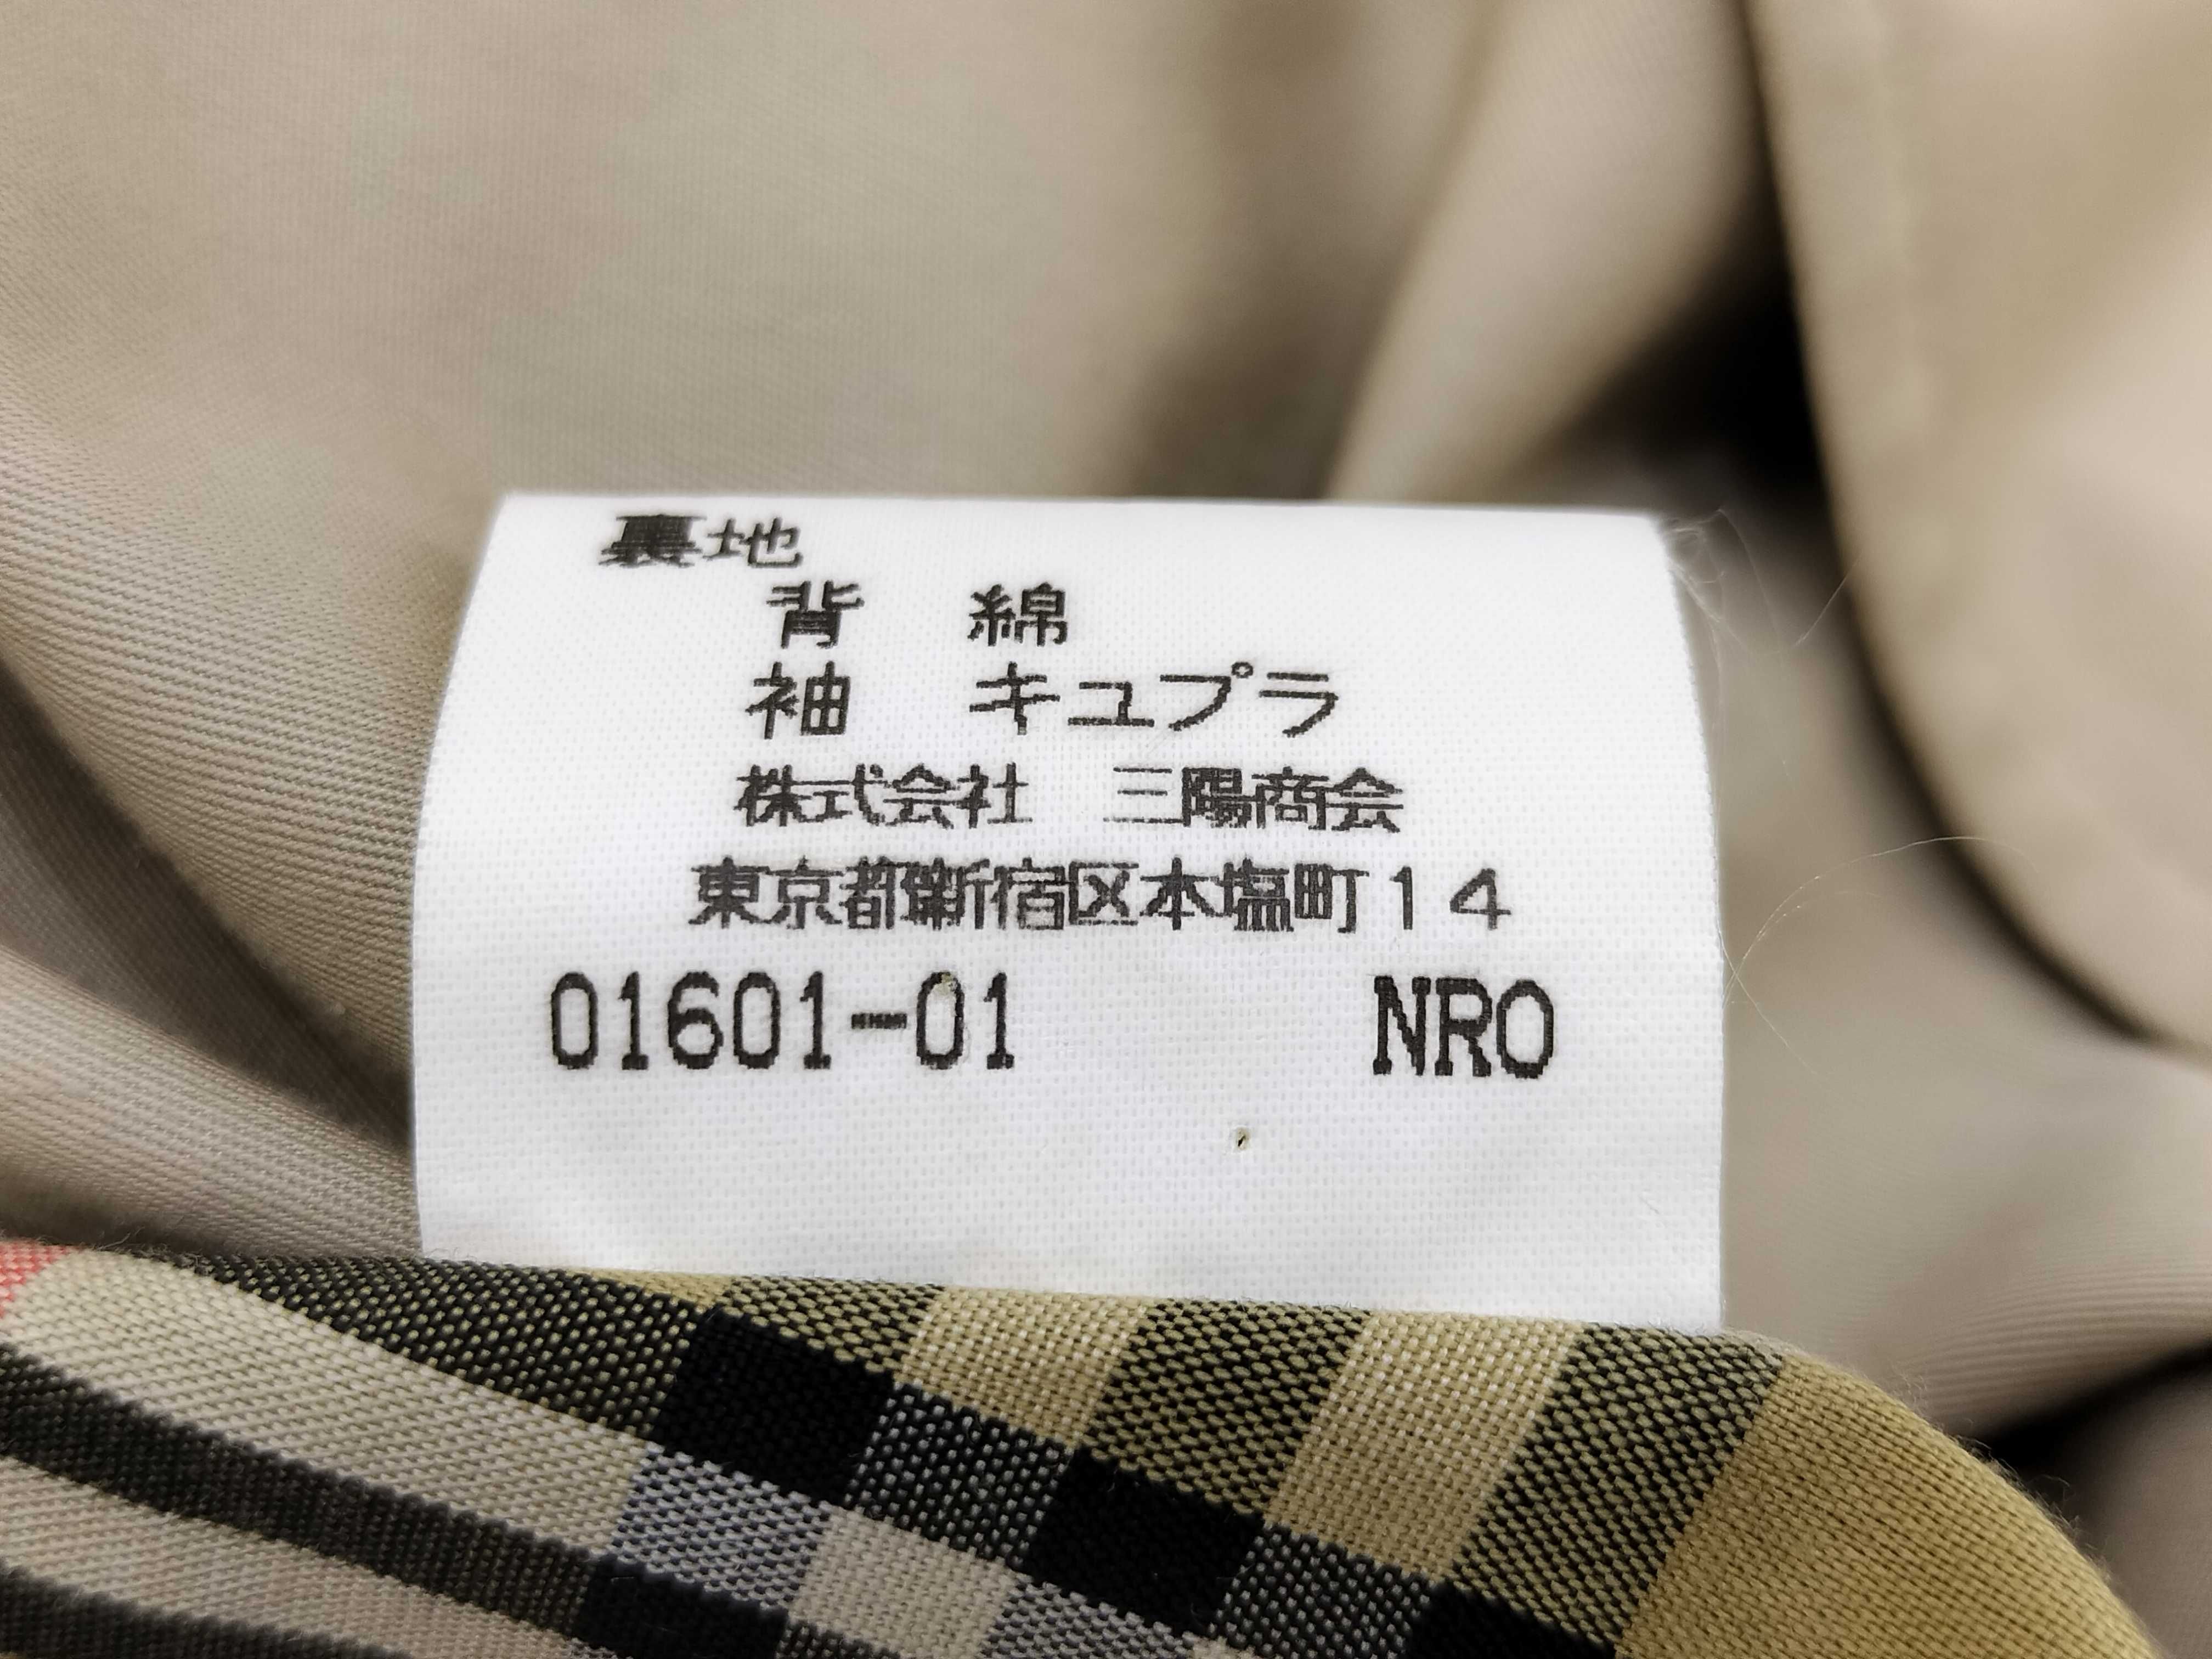 裏地
背 綿
袖 キュプラ
株式会社 三陽商会
東京都新宿区本塩町14
01601-01 NRO